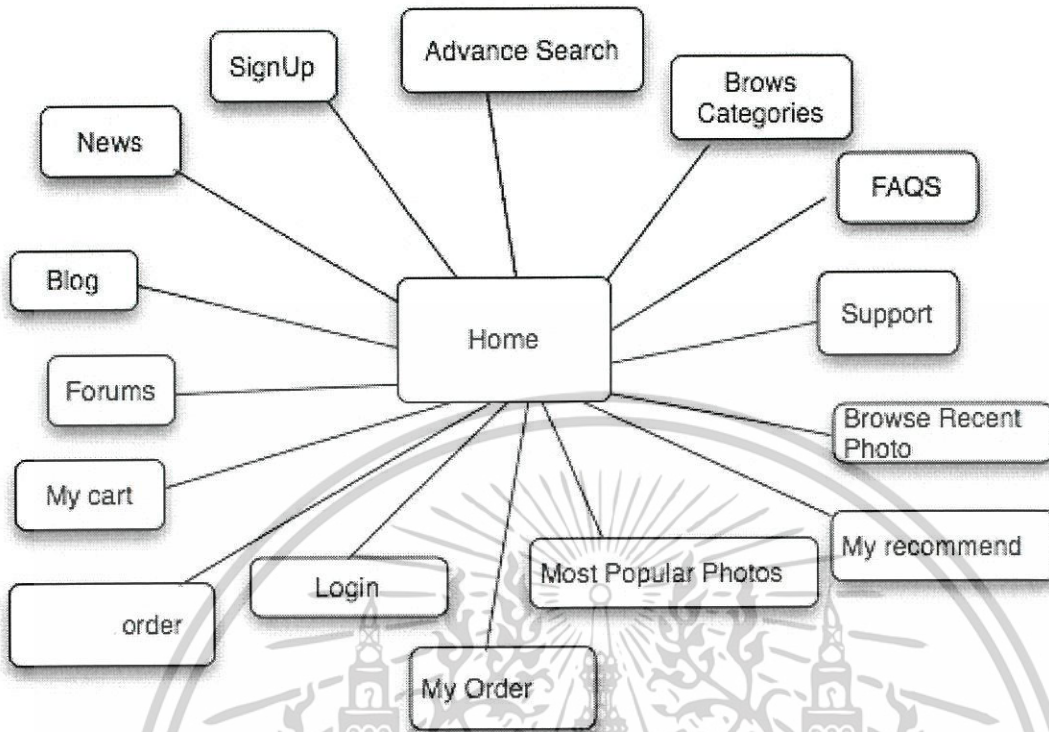 Advance Search
SignUp
Brows
Categories
News
FAQS
Blog
Home
Support
Forums
Browse Recent
Photo
My cart
My recommend
Most Popular Photos
Login
order
My Order